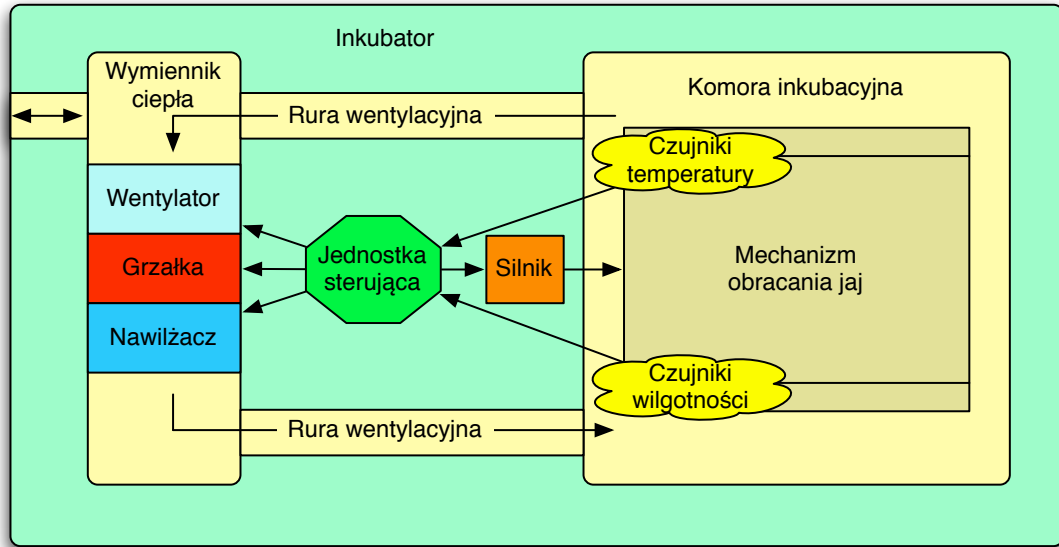 Inkubator
Wymiennik
ciepła
Komora inkubacyjna
Rura wentylacyjna
Czujniki
temperatury
Wentylator
Jednostka
sterująca
Grzałka
Silnik
Mechanizm
obracania jaj
Nawilżacz
Czujniki
wilgotności
Rura wentylacyjna